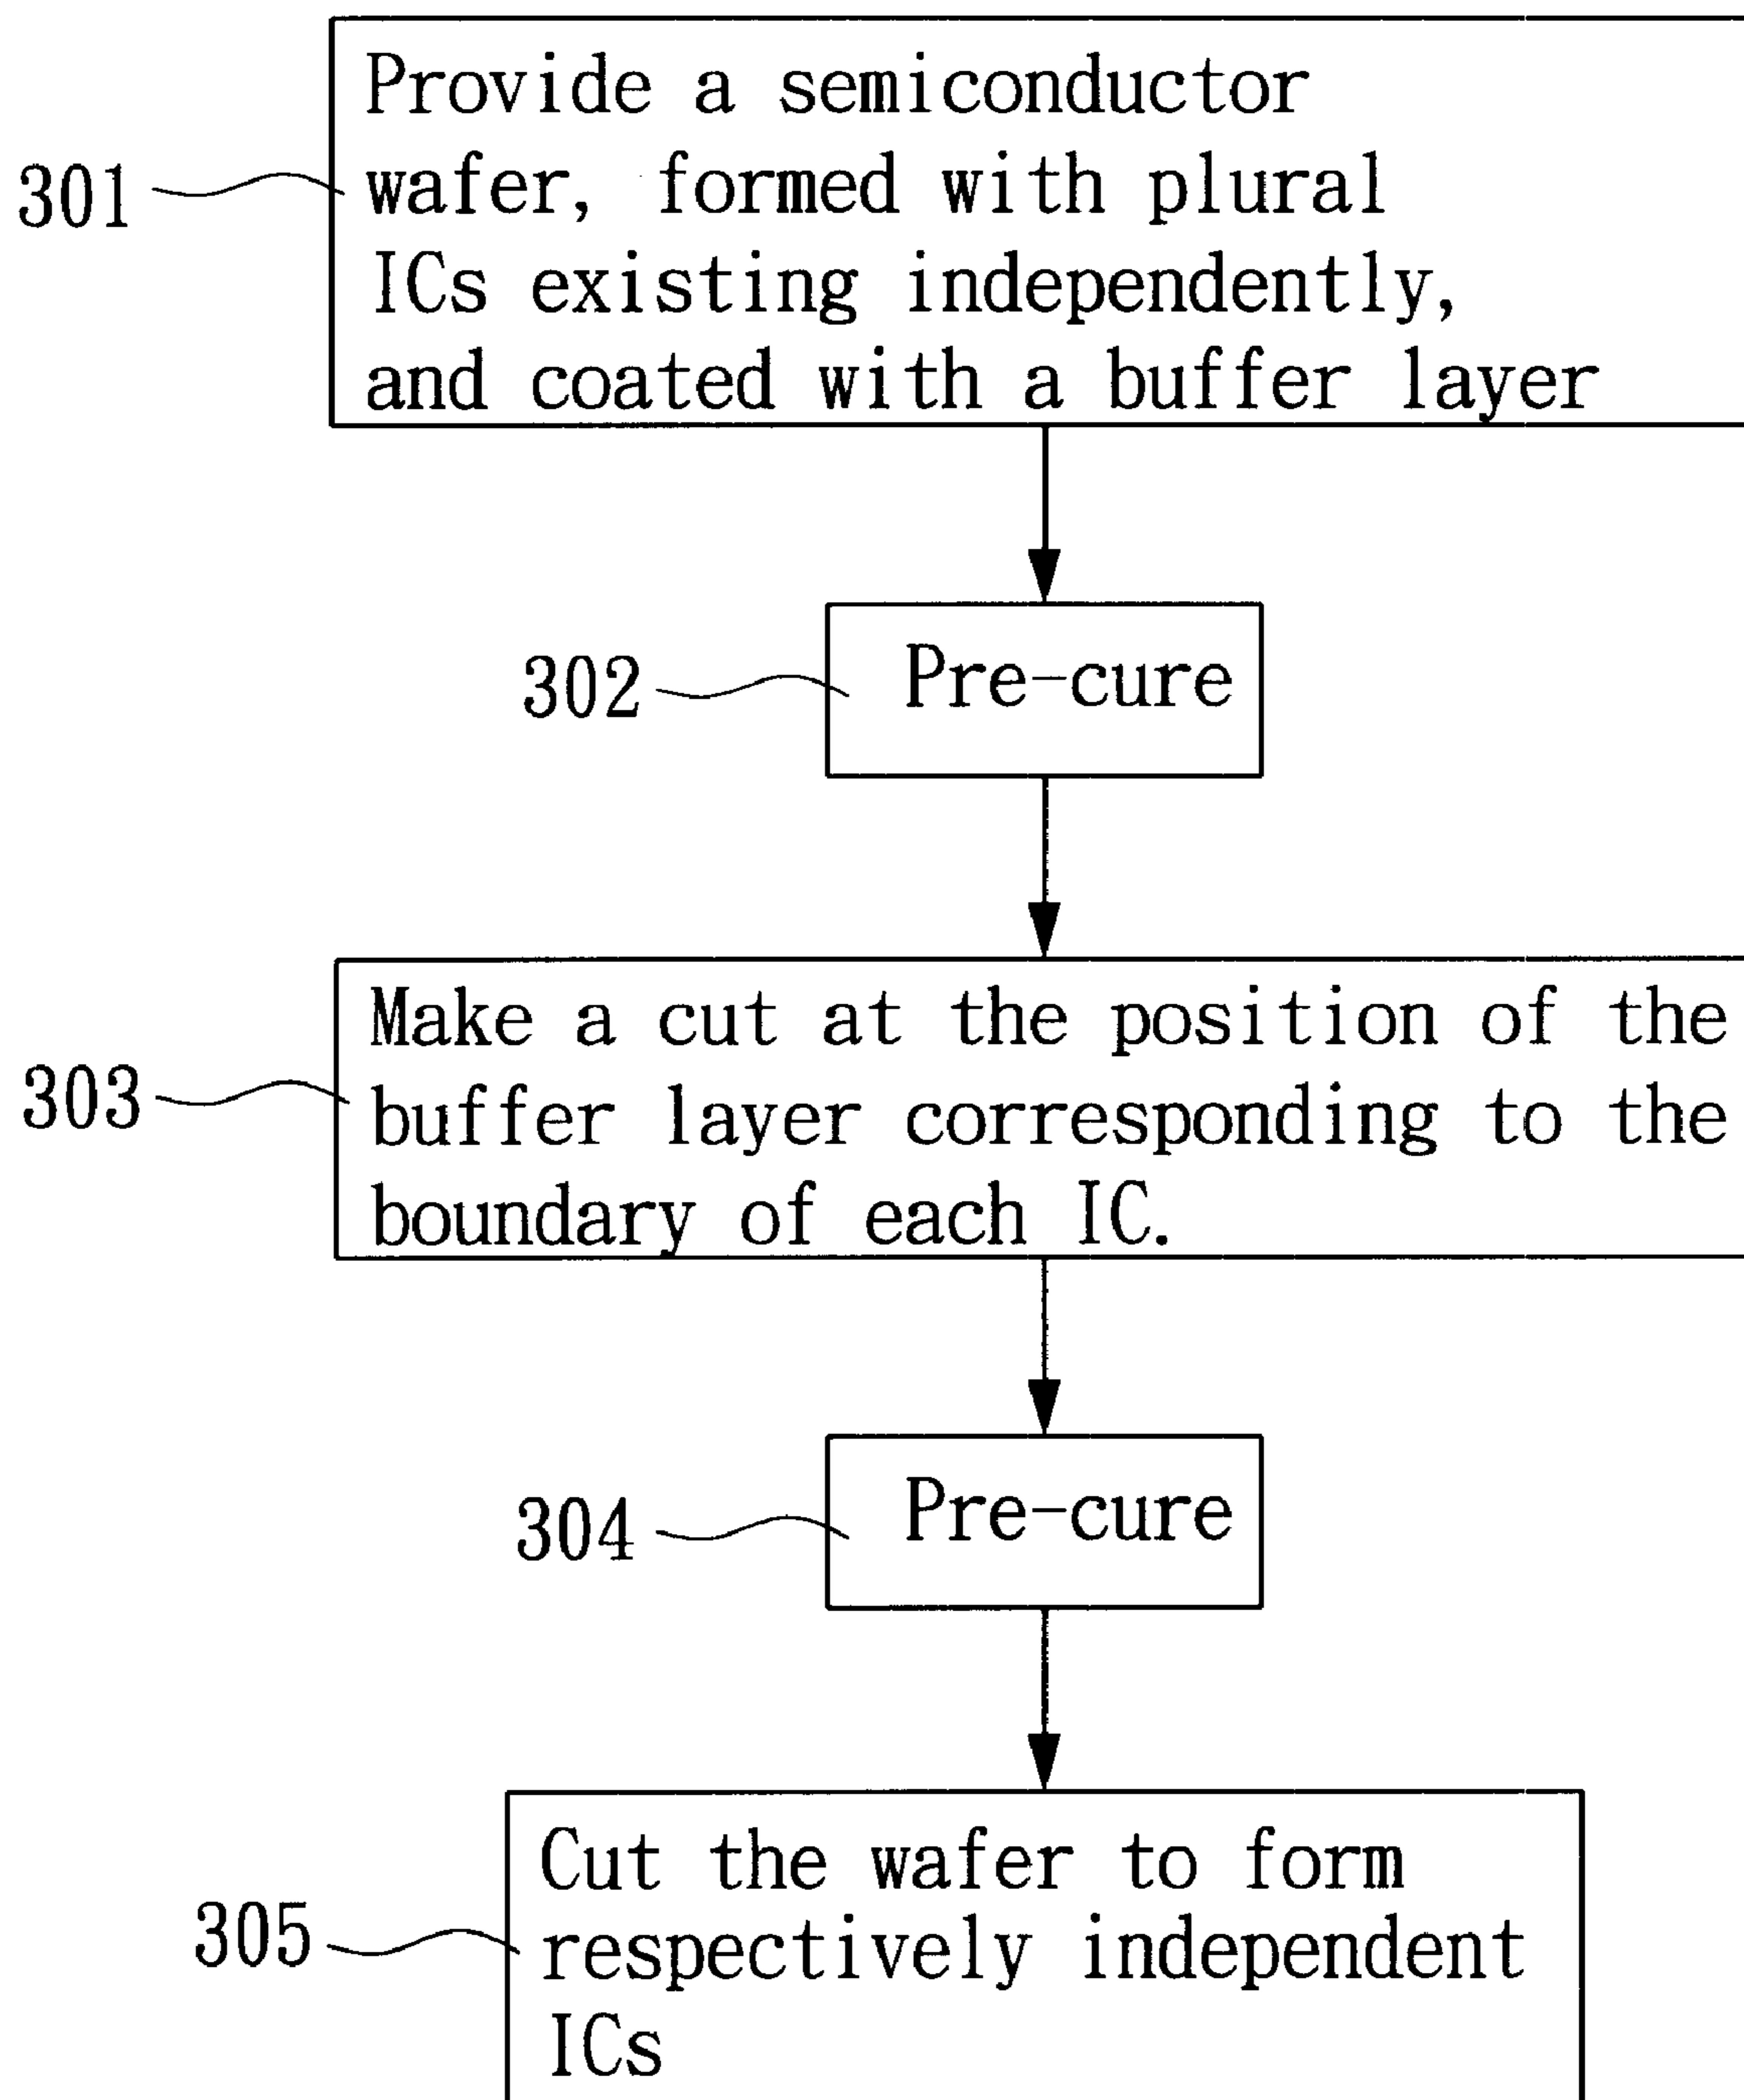 Provide a semiconductor
wafer, formed with plural
ICs existing independently,
and coated with a buffer layer
301
302
Pre-cure
Make a cut at the position of the
buffer layer corresponding to the
boundary of each IC.
303
304
Pre-cure
Cut the wafer to form
respectively independent
ICs
305